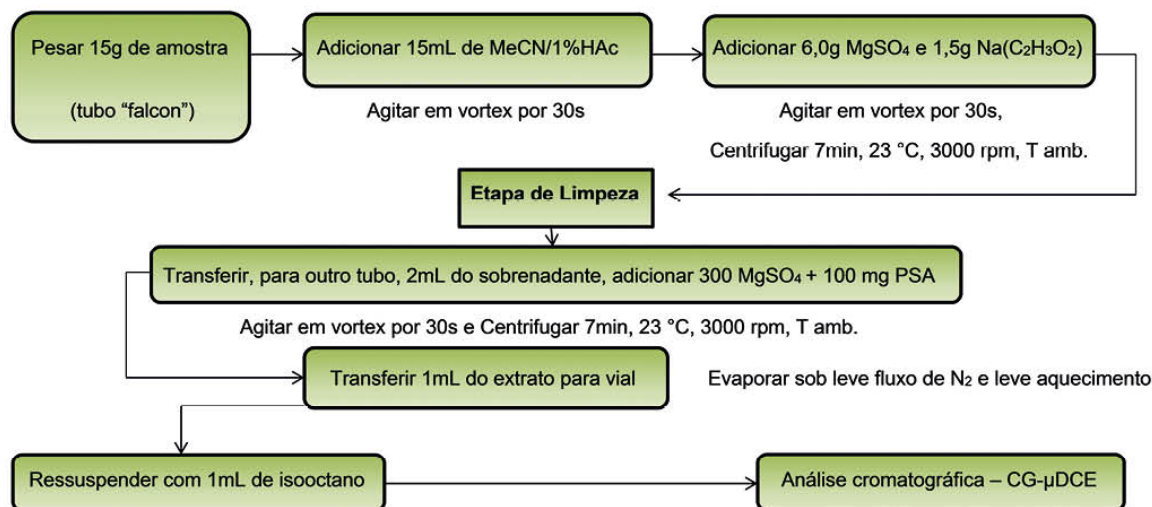 Pesar 15g de amostra
(tubo “falcon”)
Adicionar 15mL de MeCN/1%HAc
Agitar em vortex por 30s
Adicionar 6,0g MgSO₄ e 1,5g Na(C₂H₃O₂)
Agitar em vortex por 30s,
Centrifugar 7min, 23 °C, 3000 rpm, T amb.
Etapa de Limpeza
Transferir, para outro tubo, 2mL do sobrenadante, adicionar 300 MgSO₄ + 100 mg PSA
Agitar em vortex por 30s e Centrifugar 7min, 23 °C, 3000 rpm, T amb.
Transferir 1mL do extrato para vial
Evaporar sob leve fluxo de N₂ e leve aquecimento
Ressuspender com 1mL de isooctano
Análise cromatográfica – CG-µDCE